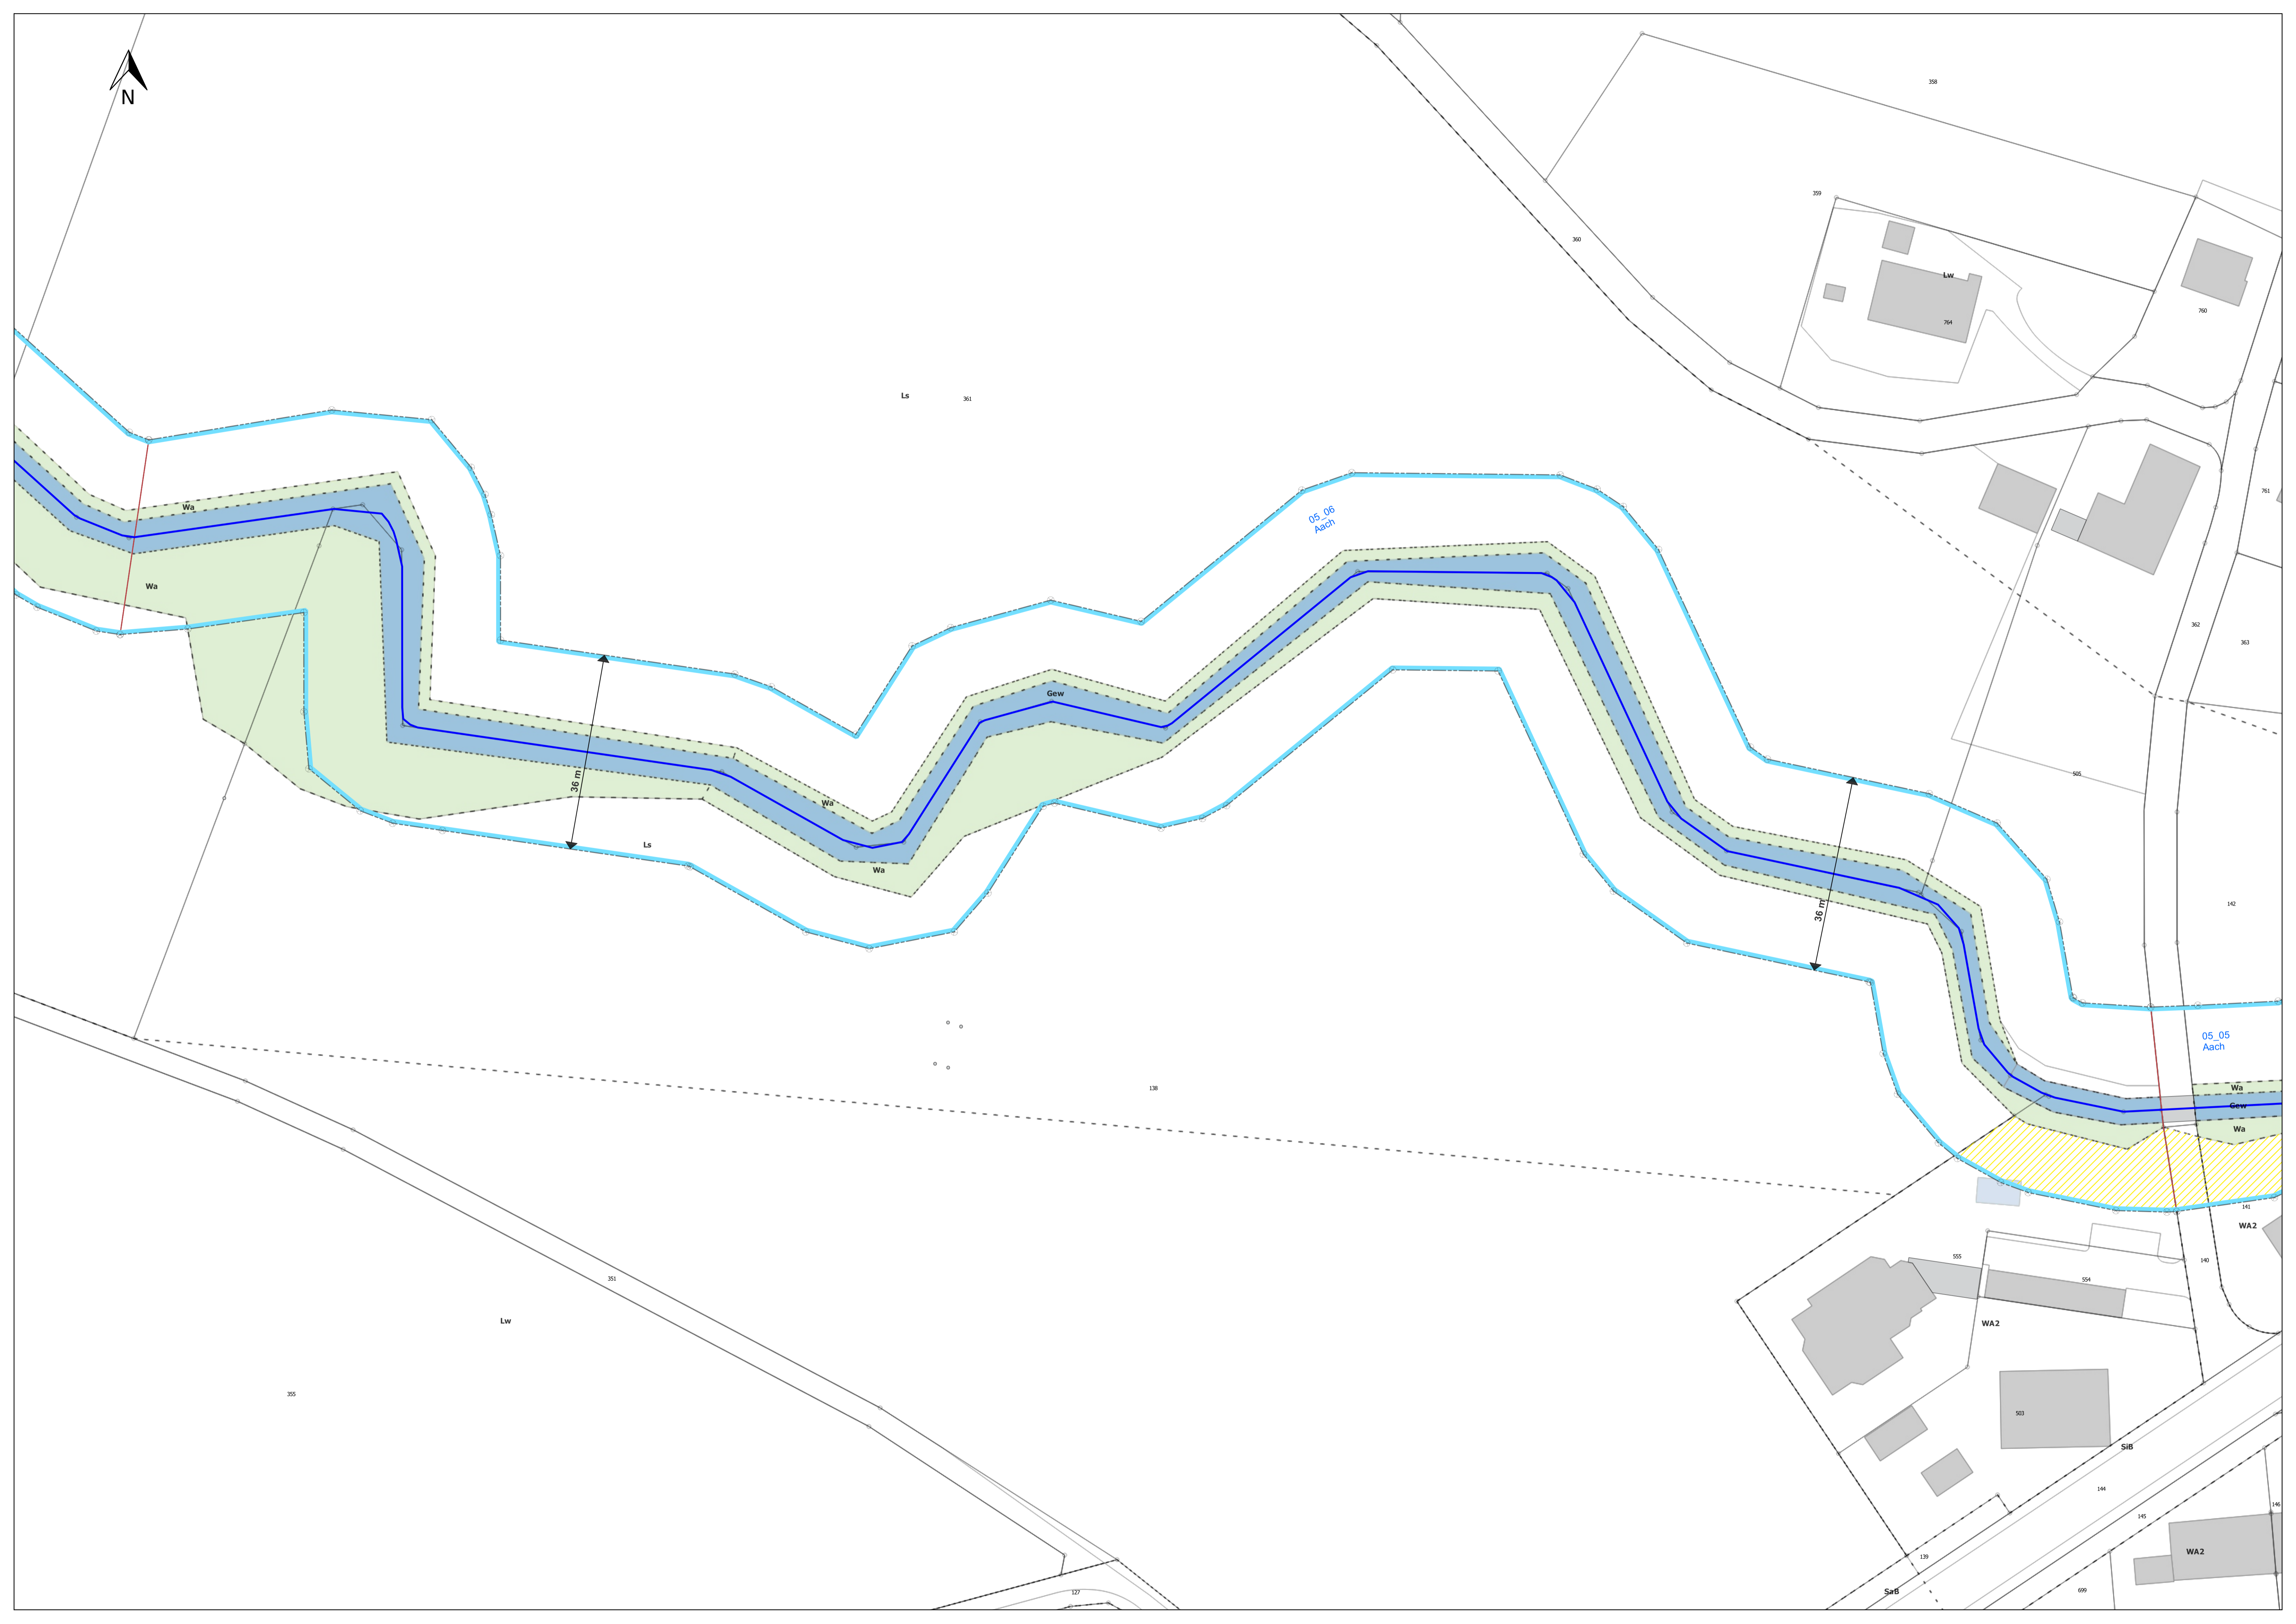 358
N
359
360
Lw
760
764
Ls
361
761
Wa
05_06
Aach
Wa
362
363
Gew
505
36 m
Wa
Ls
Wa
36 m
142
05_05
Aach
138
Wa
Gew
Wa
141
WA2
555
140
351
554
Lw
WA2
355
503
SiB
144
146
145
WA2
139
127
SaB
699